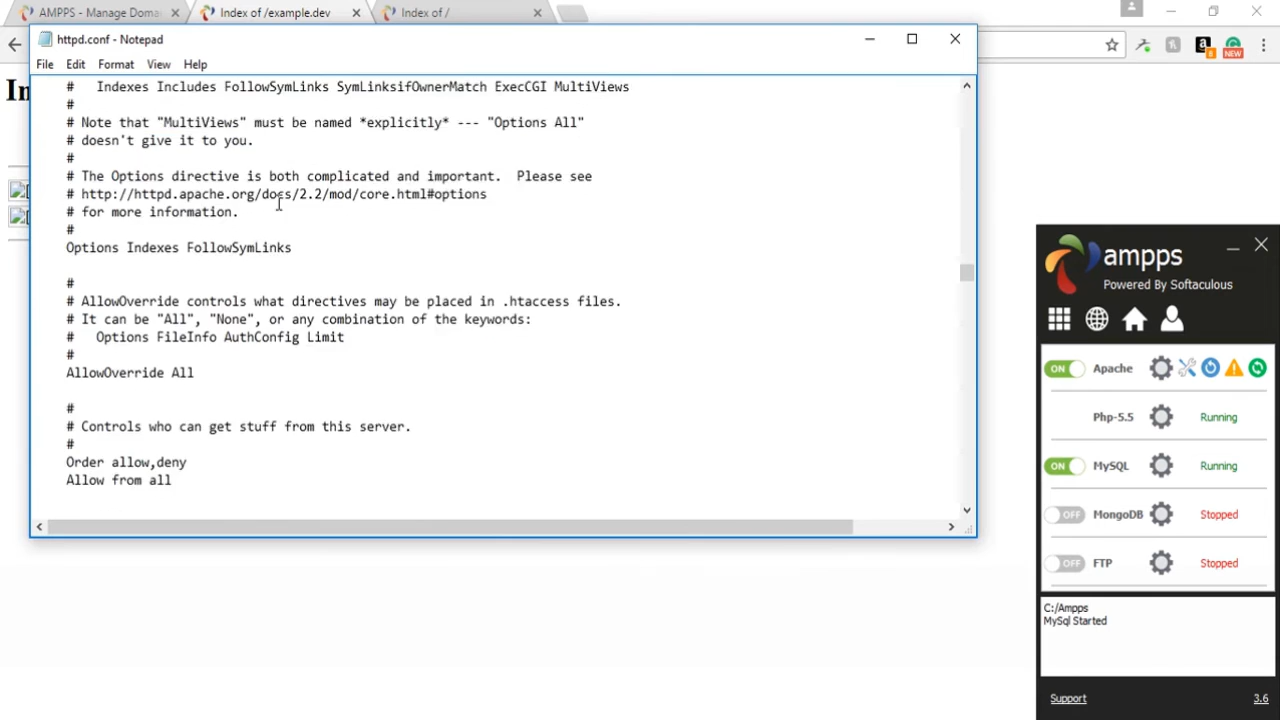 AMPPS - Manage Doma
Index of /example.dev
Index of /
httpd.conf - Notepad
File Edit Format View Help
In
#   Indexes Includes FollowSymLinks SymLinksifOwnerMatch ExecCGI MultiViews
#
# Note that "MultiViews" must be named *explicitly* --- "Options All"
# doesn't give it to you.
#
# The Options directive is both complicated and important.  Please see
# http://httpd.apache.org/docs/2.2/mod/core.html#options
# for more information.
#
Options Indexes FollowSymLinks
#
# AllowOverride controls what directives may be placed in .htaccess files.
# It can be "All", "None", or any combination of the keywords:
#   Options FileInfo AuthConfig Limit
#
AllowOverride All
#
# Controls who can get stuff from this server.
#
Order allow,deny
Allow from all
8
NEW
ampps
Powered By Softaculous
ON Apache
Php-5.5 Running
ON MySQL Running
OFF MongoDB Stopped
OFF FTP Stopped
C:/Ampps
MySql Started
Support 3.6